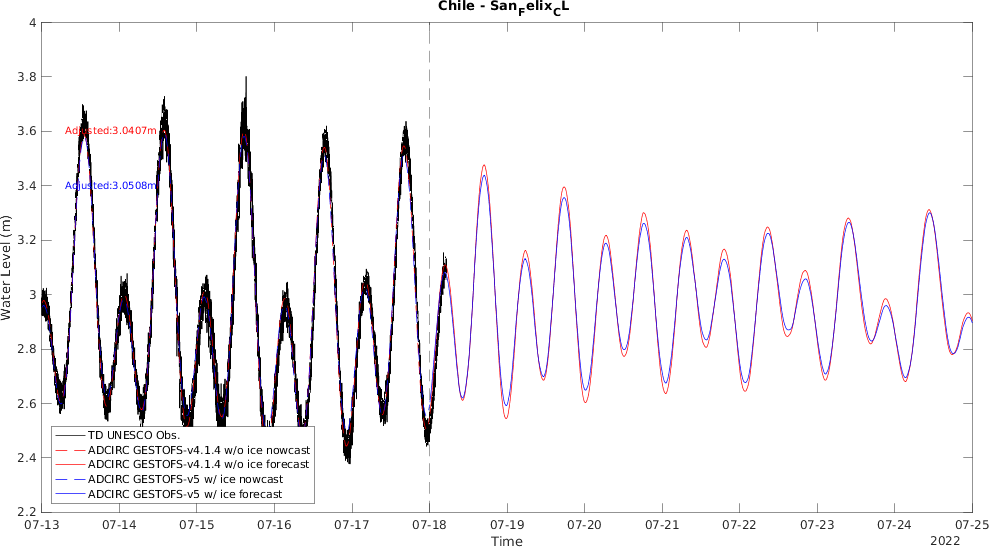 Chile - San_Felix_CL
4
3.8
3.6
3.4
3.2
3
2.8
2.6
2.4
2.2
Water Level (m)
Adjusted:3.0407m
Adjusted:3.0508m
TD UNESCO Obs.
ADCIRC GESTOFS-v4.1.4 w/o ice nowcast
ADCIRC GESTOFS-v4.1.4 w/o ice forecast
ADCIRC GESTOFS-v5 w/ ice nowcast
ADCIRC GESTOFS-v5 w/ ice forecast
07-13 07-14 07-15 07-16 07-17 07-18 07-19 07-20 07-21 07-22 07-23 07-24 07-25
Time
2022